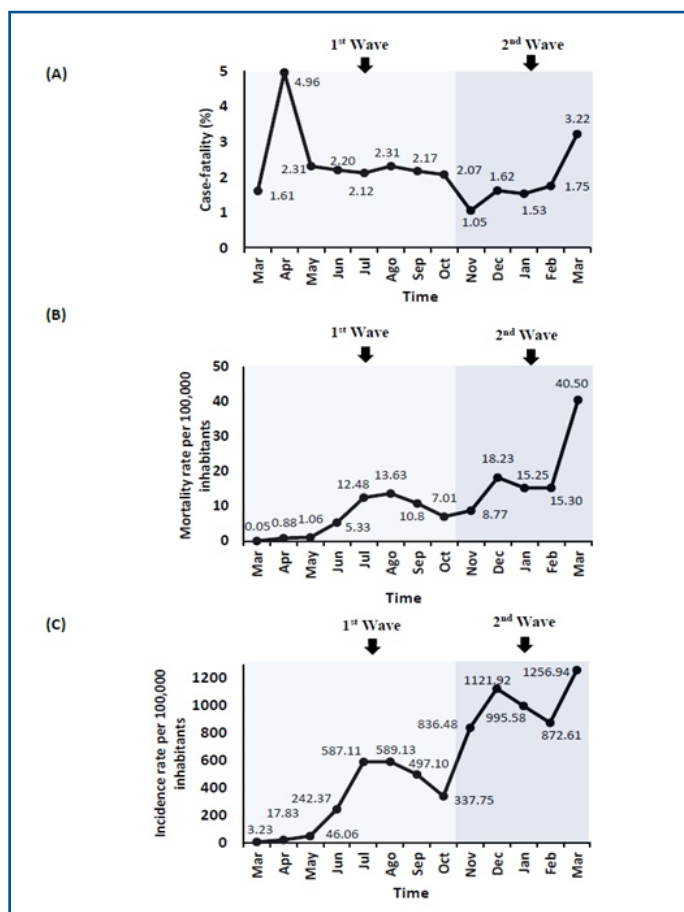 (A)
1st Wave
2nd Wave
Case-fatality (%)
5
4
3
2
1
0
4.96
1.61
2.31
2.20
2.12
2.31
2.17
2.07
1.05
1.62
1.53
1.75
3.22
Mar
Apr
May
Jun
Jul
Ago
Sep
Oct
Nov
Dec
Jan
Feb
Mar
Time
(B)
1st Wave
2nd Wave
Mortality rate per 100,000
inhabitants
50
40
30
20
10
0
0.05
0.88
1.06
5.33
12.48
13.63
10.8
7.01
8.77
18.23
15.25
15.30
40.50
Mar
Apr
May
Jun
Jul
Ago
Sep
Oct
Nov
Dec
Jan
Feb
Mar
Time
(C)
1st Wave
2nd Wave
Incidence rate per 100,000
inhabitants
1200
1000
800
600
400
200
0
3.23
17.83
46.06
242.37
587.11
589.13
497.10
337.75
836.48
1121.92
995.58
872.61
1256.94
Mar
Apr
May
Jun
Jul
Ago
Sep
Oct
Nov
Dec
Jan
Feb
Mar
Time